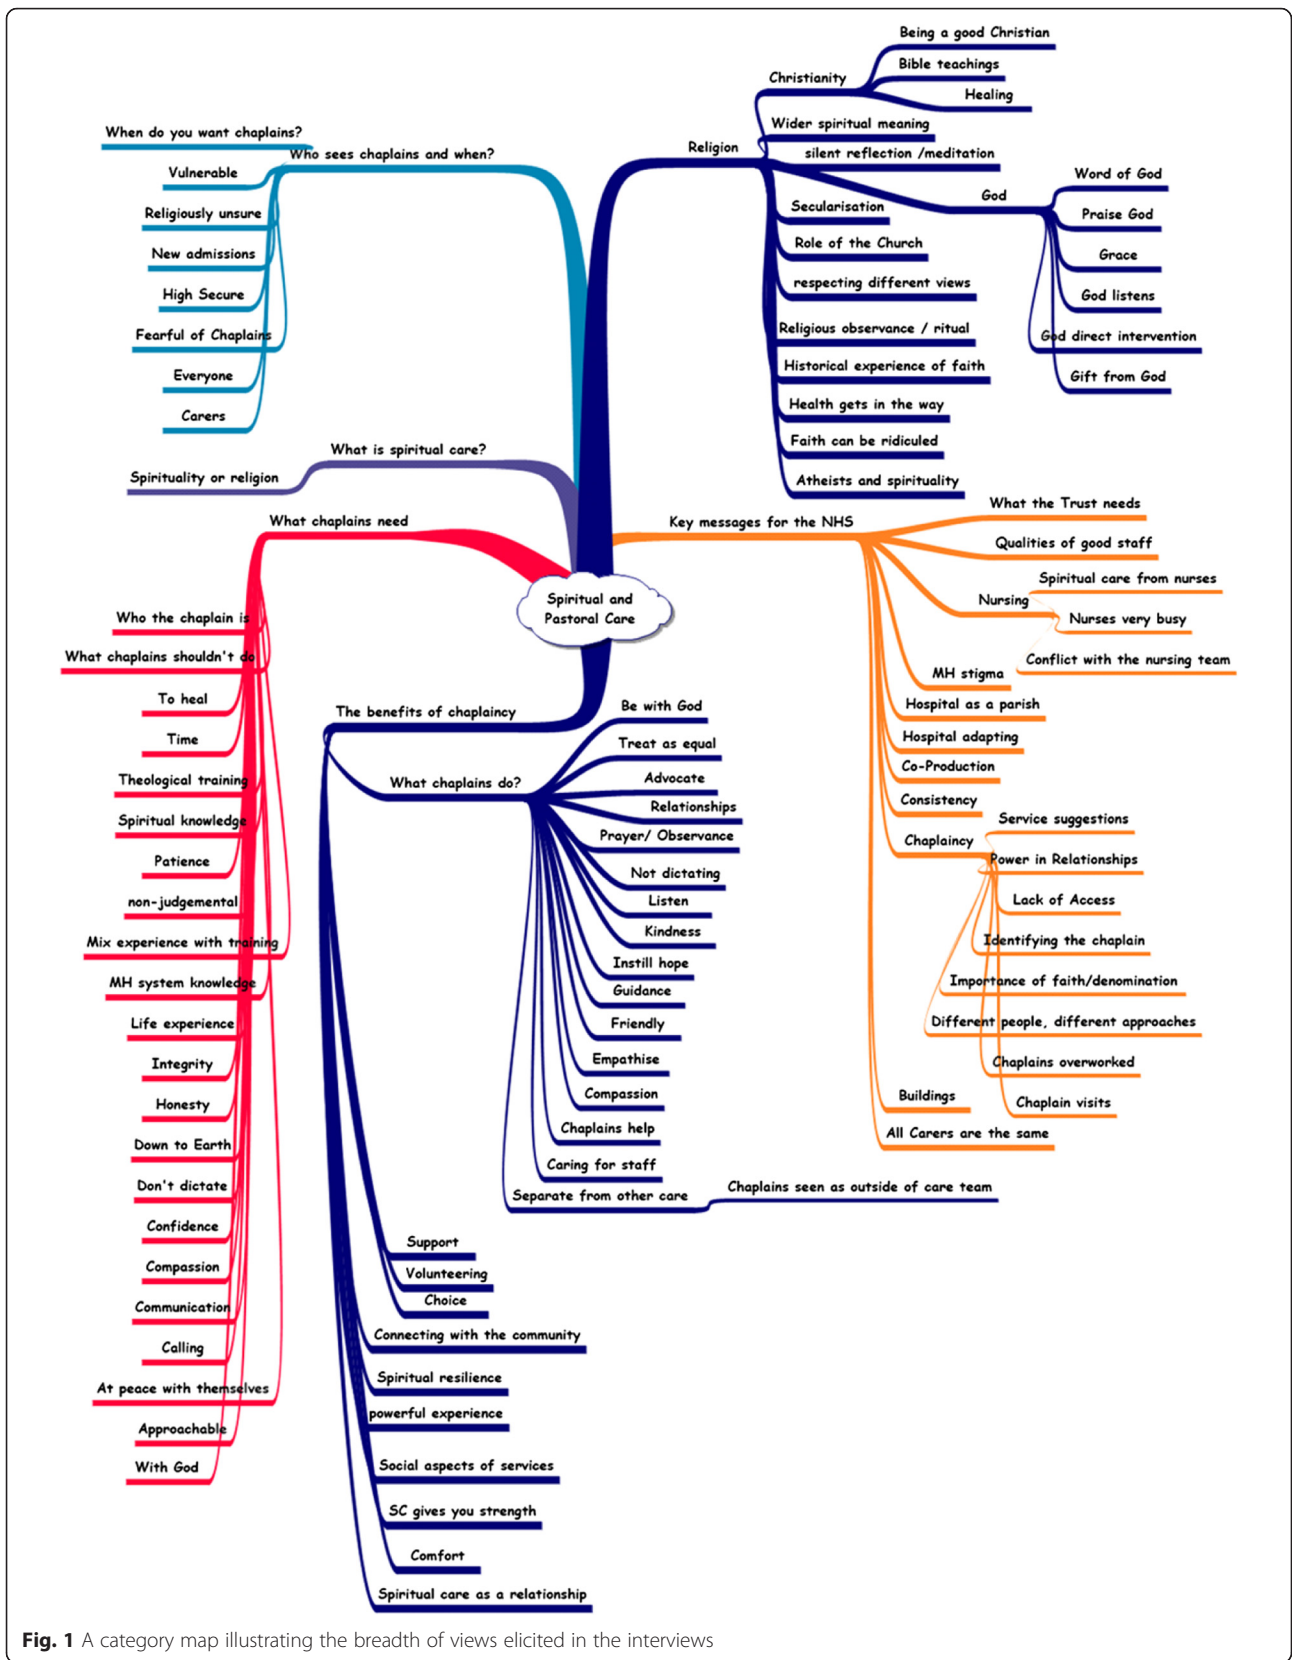 Being a good Christian
Bible teachings
Christianity
Healing
Wider spiritual meaning
Religion
silent reflection /meditation
God
Word of God
Praise God
Grace
God listens
God direct intervention
Gift from God
Secularisation
Role of the Church
respecting different views
Religious observance / ritual
Historical experience of faith
Health gets in the way
Faith can be ridiculed
Atheists and spirituality
When do you want chaplains?
Who sees chaplains and when?
Vulnerable
Religiously unsure
New admissions
High Secure
Fearful of Chaplains
Everyone
Carers
What is spiritual care?
Spirituality or religion
What chaplains need
Who the chaplain is
What chaplains shouldn't do
To heal
Time
Theological training
Spiritual knowledge
Patience
non-judgemental
Mix experience with training
MH system knowledge
Life experience
Integrity
Honesty
Down to Earth
Don't dictate
Confidence
Compassion
Communication
Calling
At peace with themselves
Approachable
With God
Spiritual and
Pastoral Care
Key messages for the NHS
What the Trust needs
Qualities of good staff
Nursing
Spiritual care from nurses
Nurses very busy
Conflict with the nursing team
MH stigma
Hospital as a parish
Hospital adapting
Co-Production
Consistency
Chaplaincy
Service suggestions
Power in Relationships
Lack of Access
Identifying the chaplain
Importance of faith/denomination
Different people, different approaches
Chaplains overworked
Chaplain visits
Buildings
All Carers are the same
The benefits of chaplaincy
What chaplains do?
Be with God
Treat as equal
Advocate
Relationships
Prayer/ Observance
Not dictating
Listen
Kindness
Instill hope
Guidance
Friendly
Empathise
Compassion
Chaplains help
Caring for staff
Separate from other care
Chaplains seen as outside of care team
Support
Volunteering
Choice
Connecting with the community
Spiritual resilience
powerful experience
Social aspects of services
SC gives you strength
Comfort
Spiritual care as a relationship
Fig. 1 A category map illustrating the breadth of views elicited in the interviews